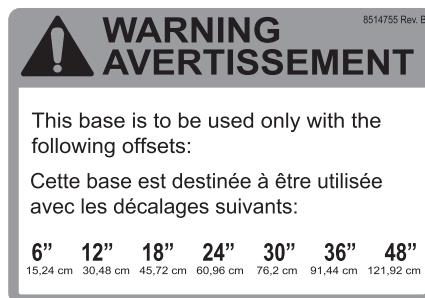 WARNING
8514755 Rev. B
AVERTISSEMENT
This base is to be used only with the
following offsets:
Cette base est destinée à être utilisée
avec les décalages suivants:
6” 12” 18” 24” 30” 36” 48”
15,24 cm 30,48 cm 45,72 cm 60,96 cm 76,2 cm 91,44 cm 121,92 cm